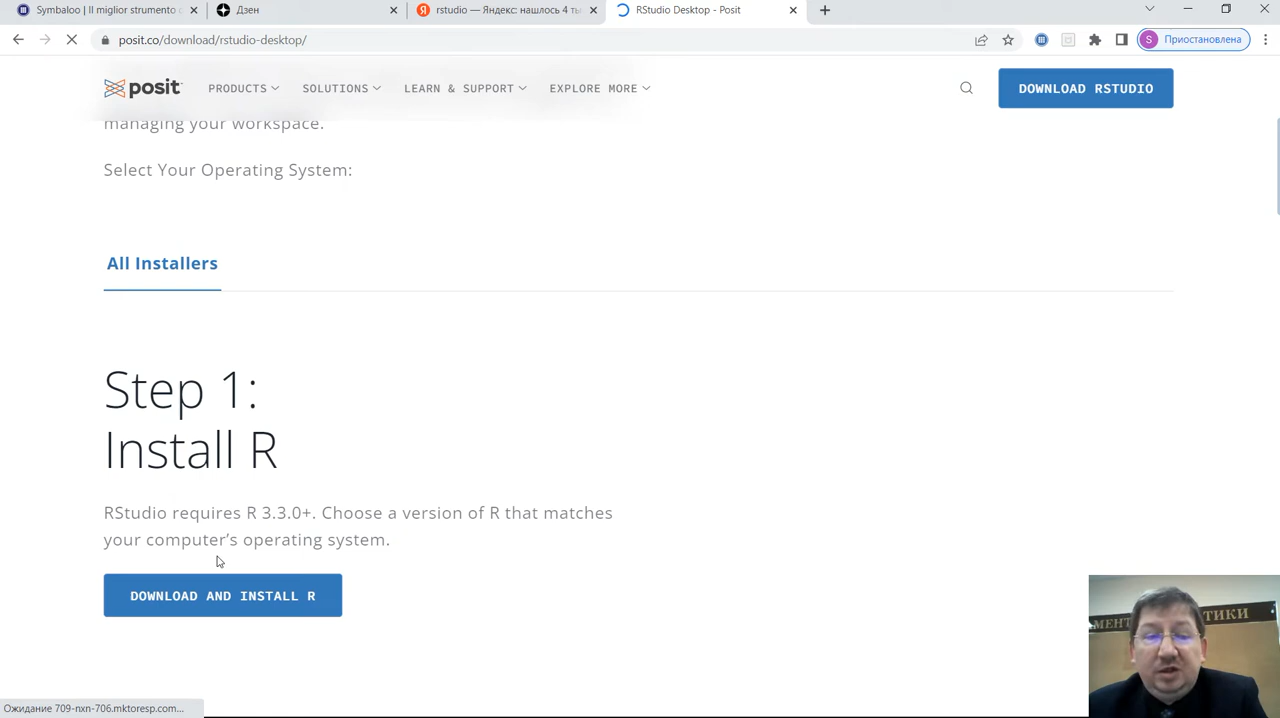 Symbaloo | Il miglior strumento d
Дзен
rstudio — Яндекс: нашлось 4 ты
RStudio Desktop - Posit
posit.co/download/rstudio-desktop/
S
Приостановлена
posit
PRODUCTS
SOLUTIONS
LEARN & SUPPORT
EXPLORE MORE
DOWNLOAD RSTUDIO
managing your workspace.
Select Your Operating System:
All Installers
Step 1:
Install R
RStudio requires R 3.3.0+. Choose a version of R that matches
your computer's operating system.
DOWNLOAD AND INSTALL R
Ожидание 709-nxn-706.mktoresp.com...